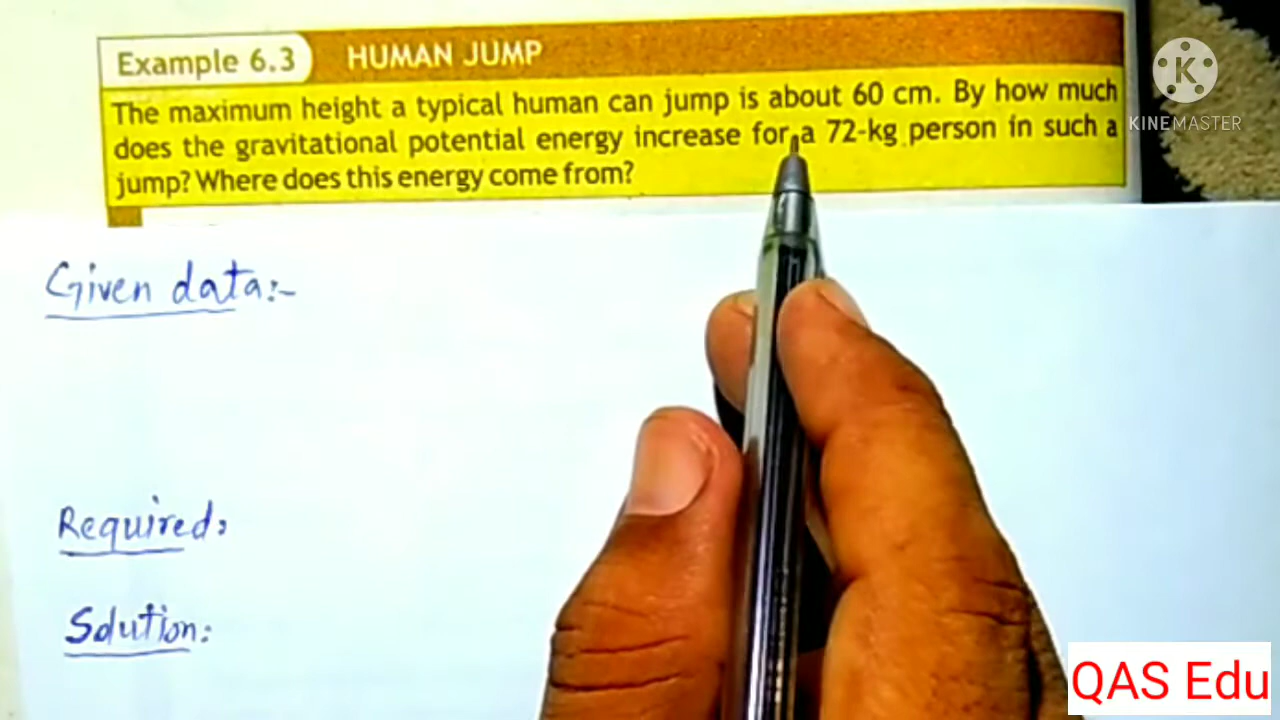 Example 6.3 HUMAN JUMP
The maximum height a typical human can jump is about 60 cm. By how much
does the gravitational potential energy increase for a 72-kg person in such a
jump? Where does this energy come from?
K
KINEMASTER
Given data:-
Required:
Solution:
QAS Edu